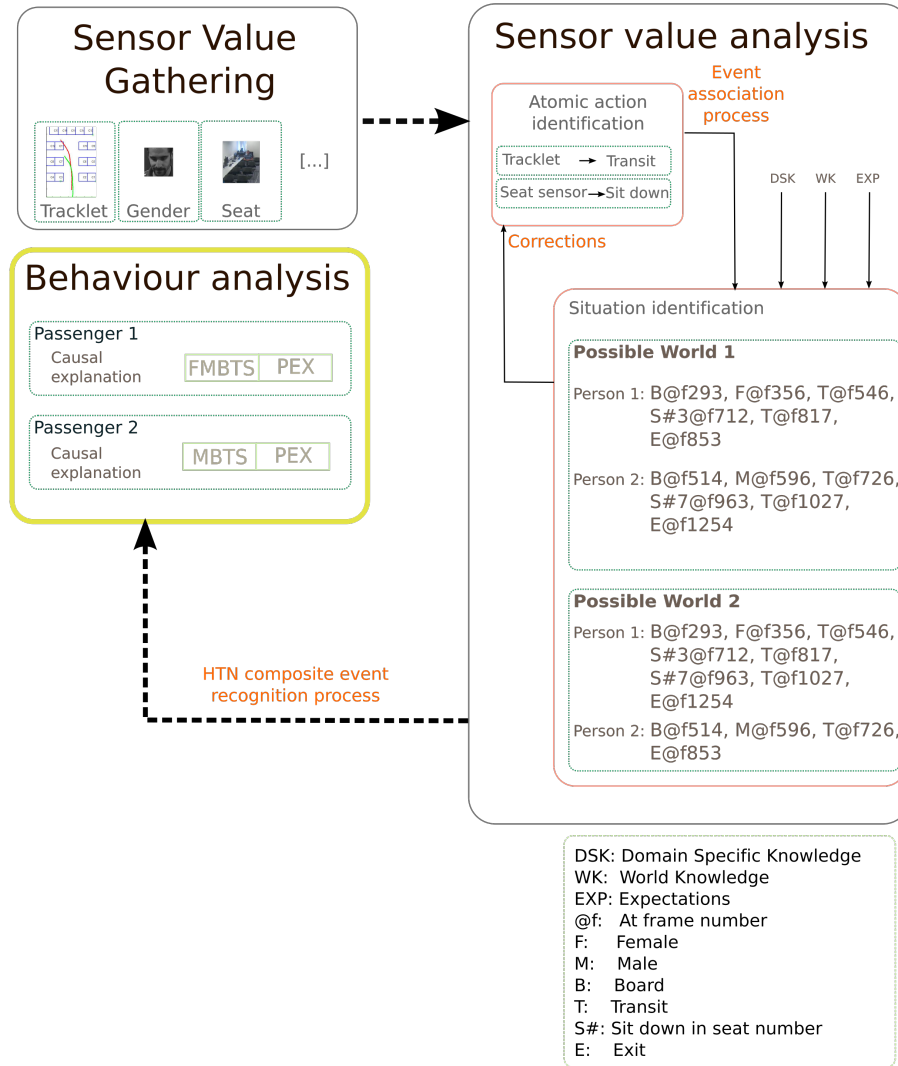 Sensor Value
Gathering
Tracklet
Gender
Seat
[...]
Sensor value analysis
Event
association
process
Atomic action
identification
Tracklet
Transit
Seat sensor
Sit down
DSK
WK
EXP
Corrections
Situation identification
Possible World 1
Person 1: B@f293, F@f356, T@f546,
S#3@f712, T@f817,
E@f853
Person 2: B@f514, M@f596, T@f726,
S#7@f963, T@f1027,
E@f1254
Possible World 2
Person 1: B@f293, F@f356, T@f546,
S#3@f712, T@f817,
S#7@f963, T@f1027,
E@f1254
Person 2: B@f514, M@f596, T@f726,
E@f853
Behaviour analysis
Passenger 1
Causal
explanation
FMBTS
PEX
Passenger 2
Causal
explanation
MBTS
PEX
HTN composite event
recognition process
DSK: Domain Specific Knowledge
WK: World Knowledge
EXP: Expectations
@f: At frame number
F: Female
M: Male
B: Board
T: Transit
S#: Sit down in seat number
E: Exit